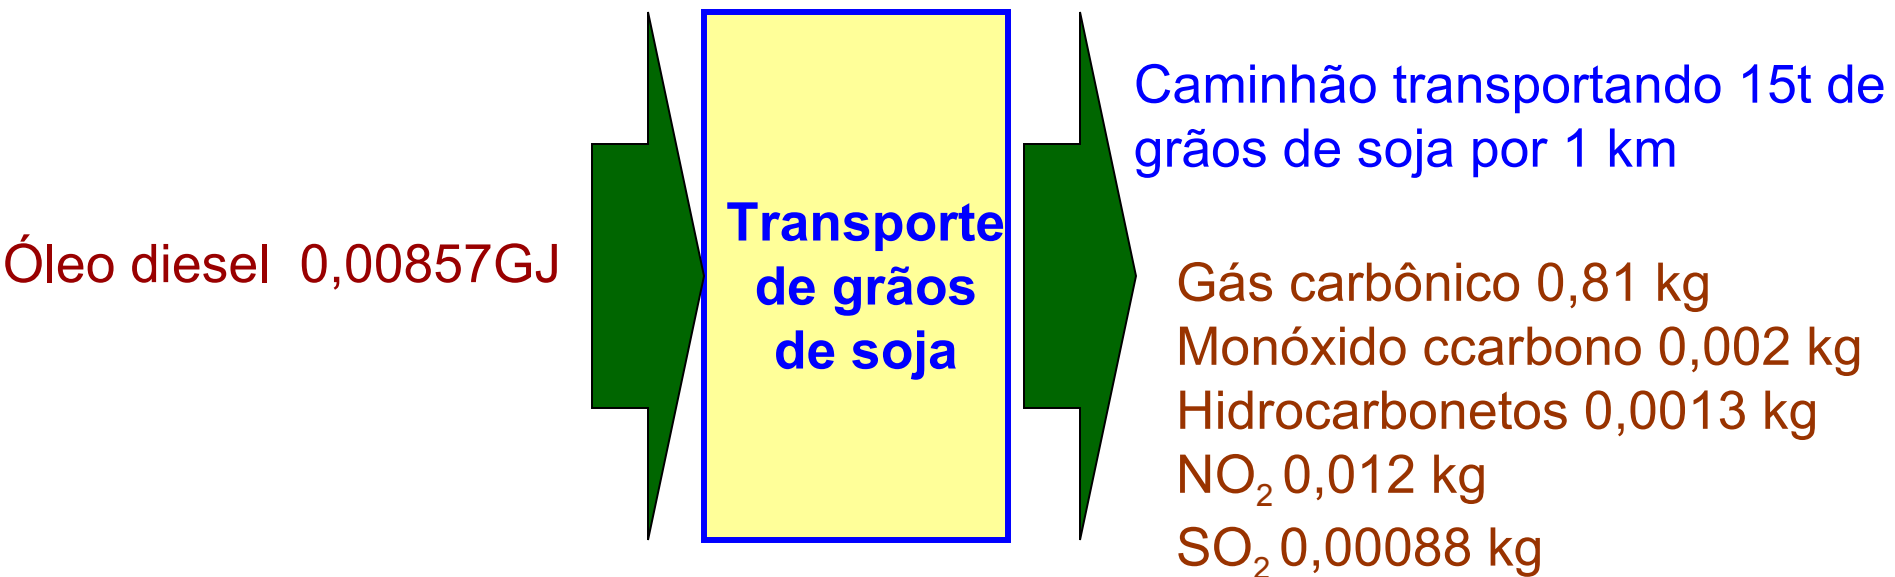 Óleo diesel  0,00857GJ
Transporte
de grãos
de soja
Caminhão transportando 15t de
grãos de soja por 1 km
Gás carbônico 0,81 kg
Monóxido ccarbono 0,002 kg
Hidrocarbonetos 0,0013 kg
NO₂ 0,012 kg
SO₂ 0,00088 kg